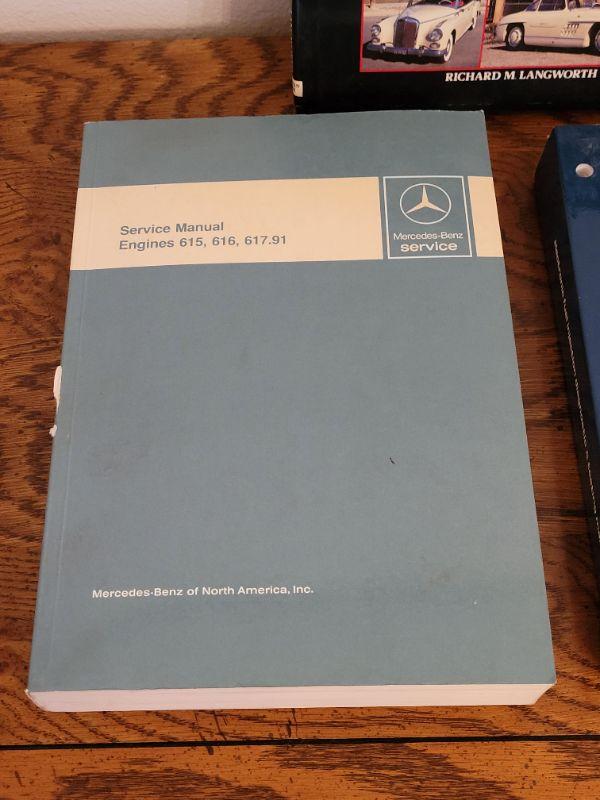 RICHARD M. LANGWORTH
Service Manual
Engines 615, 616, 617.91
Mercedes-Benz
service
Mercedes-Benz of North America, Inc.